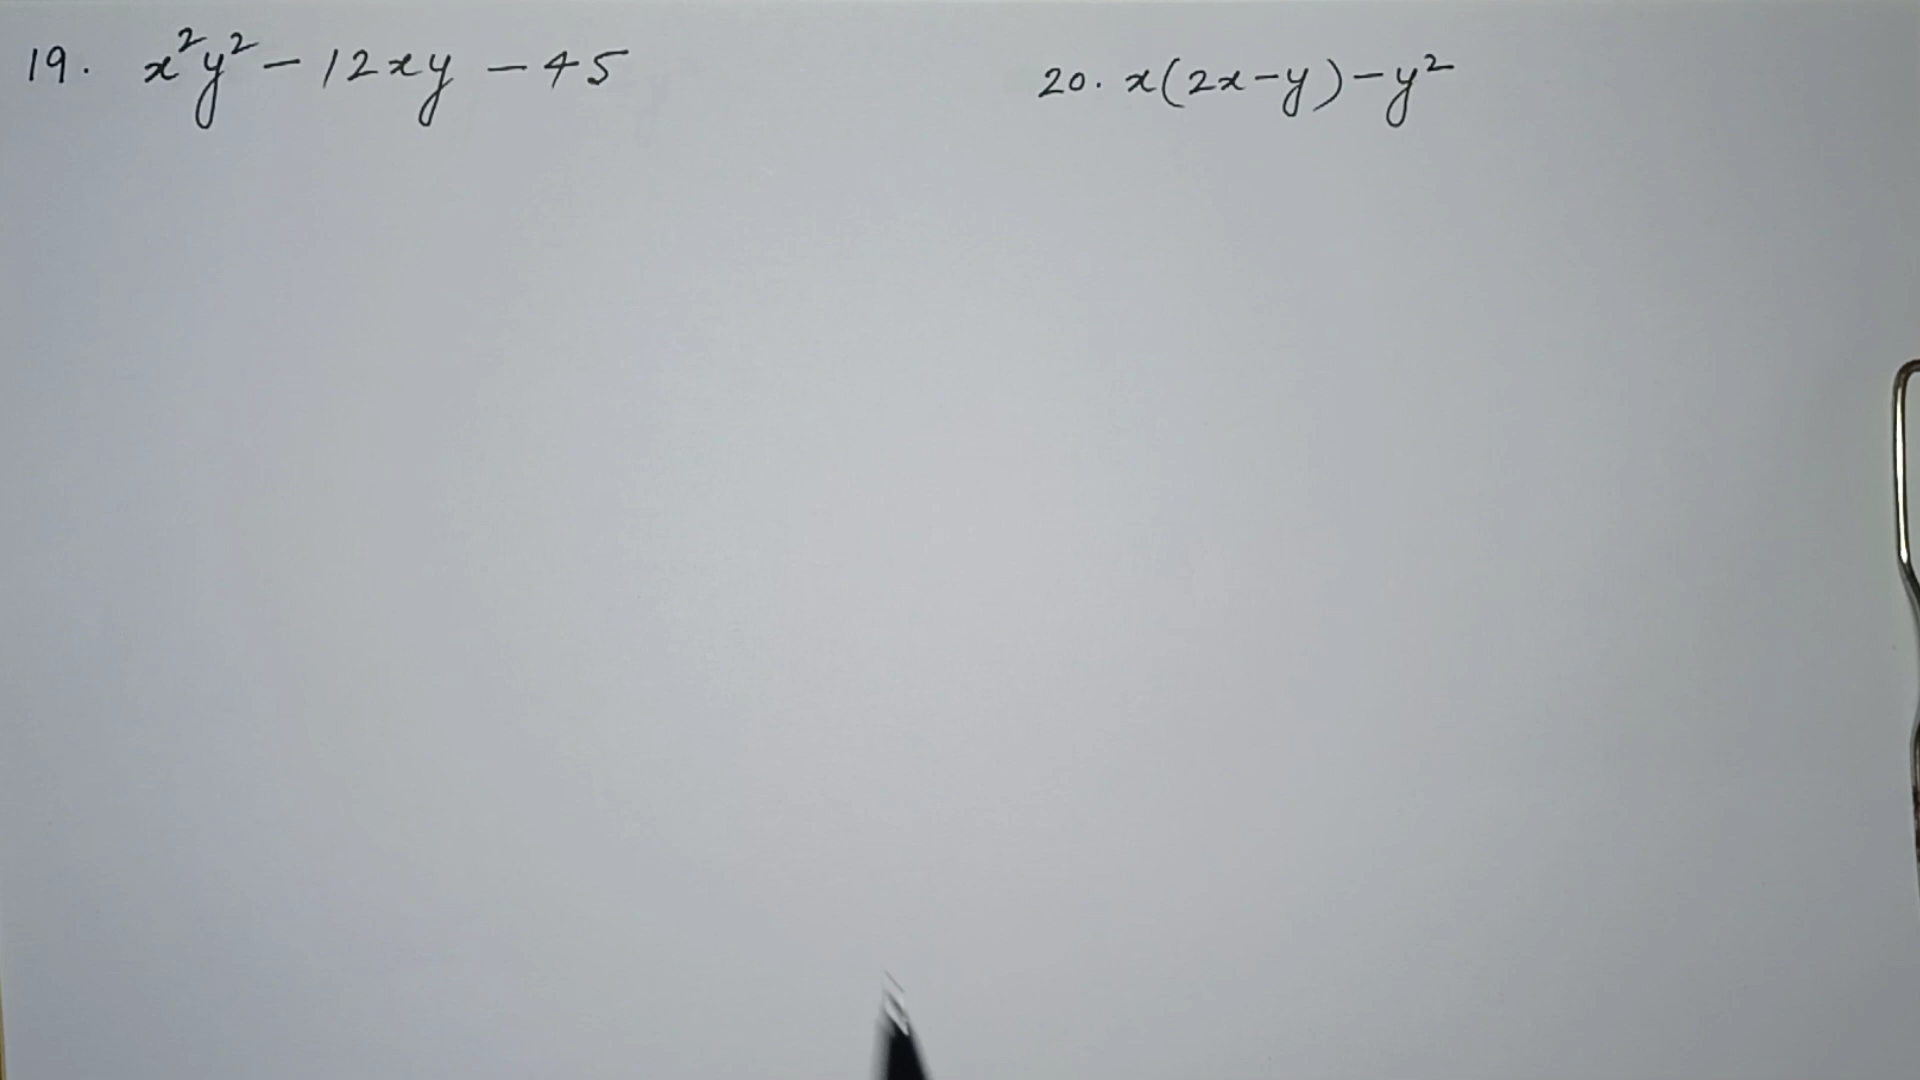 19. x²y² - 12xy - 45
20. x(2x-y)-y²